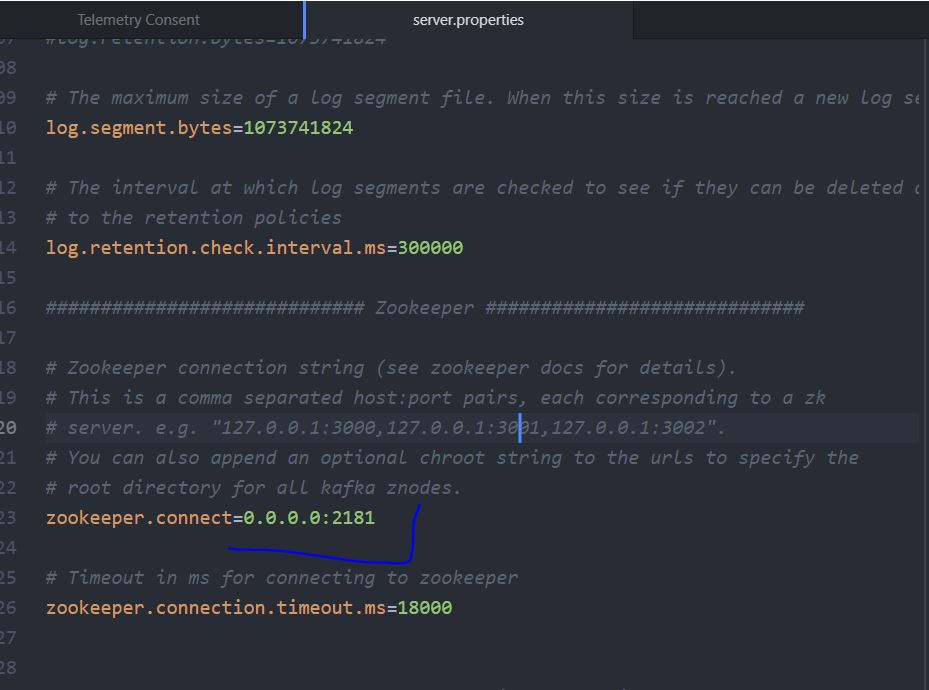 Telemetry Consent
server.properties
#log.retention.bytes=1073741824
08
09 # The maximum size of a log segment file. When this size is reached a new log se
10 log.segment.bytes=1073741824
11
12 # The interval at which log segments are checked to see if they can be deleted
13 # to the retention policies
14 log.retention.check.interval.ms=300000
15
16 ############################# Zookeeper #############################
17
18 # Zookeeper connection string (see zookeeper docs for details).
19 # This is a comma separated host:port pairs, each corresponding to a zk
20 # server. e.g. "127.0.0.1:3000,127.0.0.1:3001,127.0.0.1:3002".
21 # You can also append an optional chroot string to the urls to specify the
22 # root directory for all kafka znodes.
23 zookeeper.connect=0.0.0.0:2181
24
25 # Timeout in ms for connecting to zookeeper
26 zookeeper.connection.timeout.ms=18000
27
28